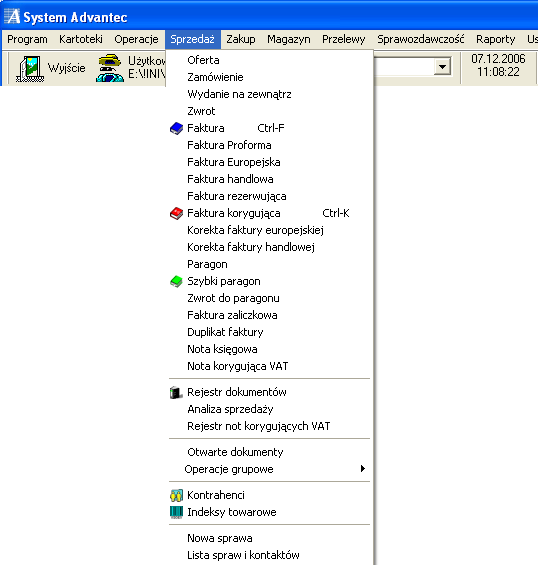 System Advantec
Program Kartoteki Operacje Sprzedaż Zakup Magazyn Przelewy Sprawozdawczość Raporty
Wyjście
E:\INI\
07.12.2006
11:08:22
Oferta
Zamówienie
Wydanie na zewnątrz
Zwrot
Faktura Ctrl-F
Faktura Proforma
Faktura Europejska
Faktura handlowa
Faktura rezerwująca
Faktura korygująca Ctrl-K
Korekta faktury europejskiej
Korekta faktury handlowej
Paragon
Szybki paragon
Zwrot do paragonu
Faktura zaliczkowa
Duplikat faktury
Nota księgowa
Nota korygująca VAT
Rejestr dokumentów
Analiza sprzedaży
Rejestr not korygujących VAT
Otwarte dokumenty
Operacje grupowe
Kontrahenci
Indeksy towarowe
Nowa sprawa
Lista spraw i kontaktów